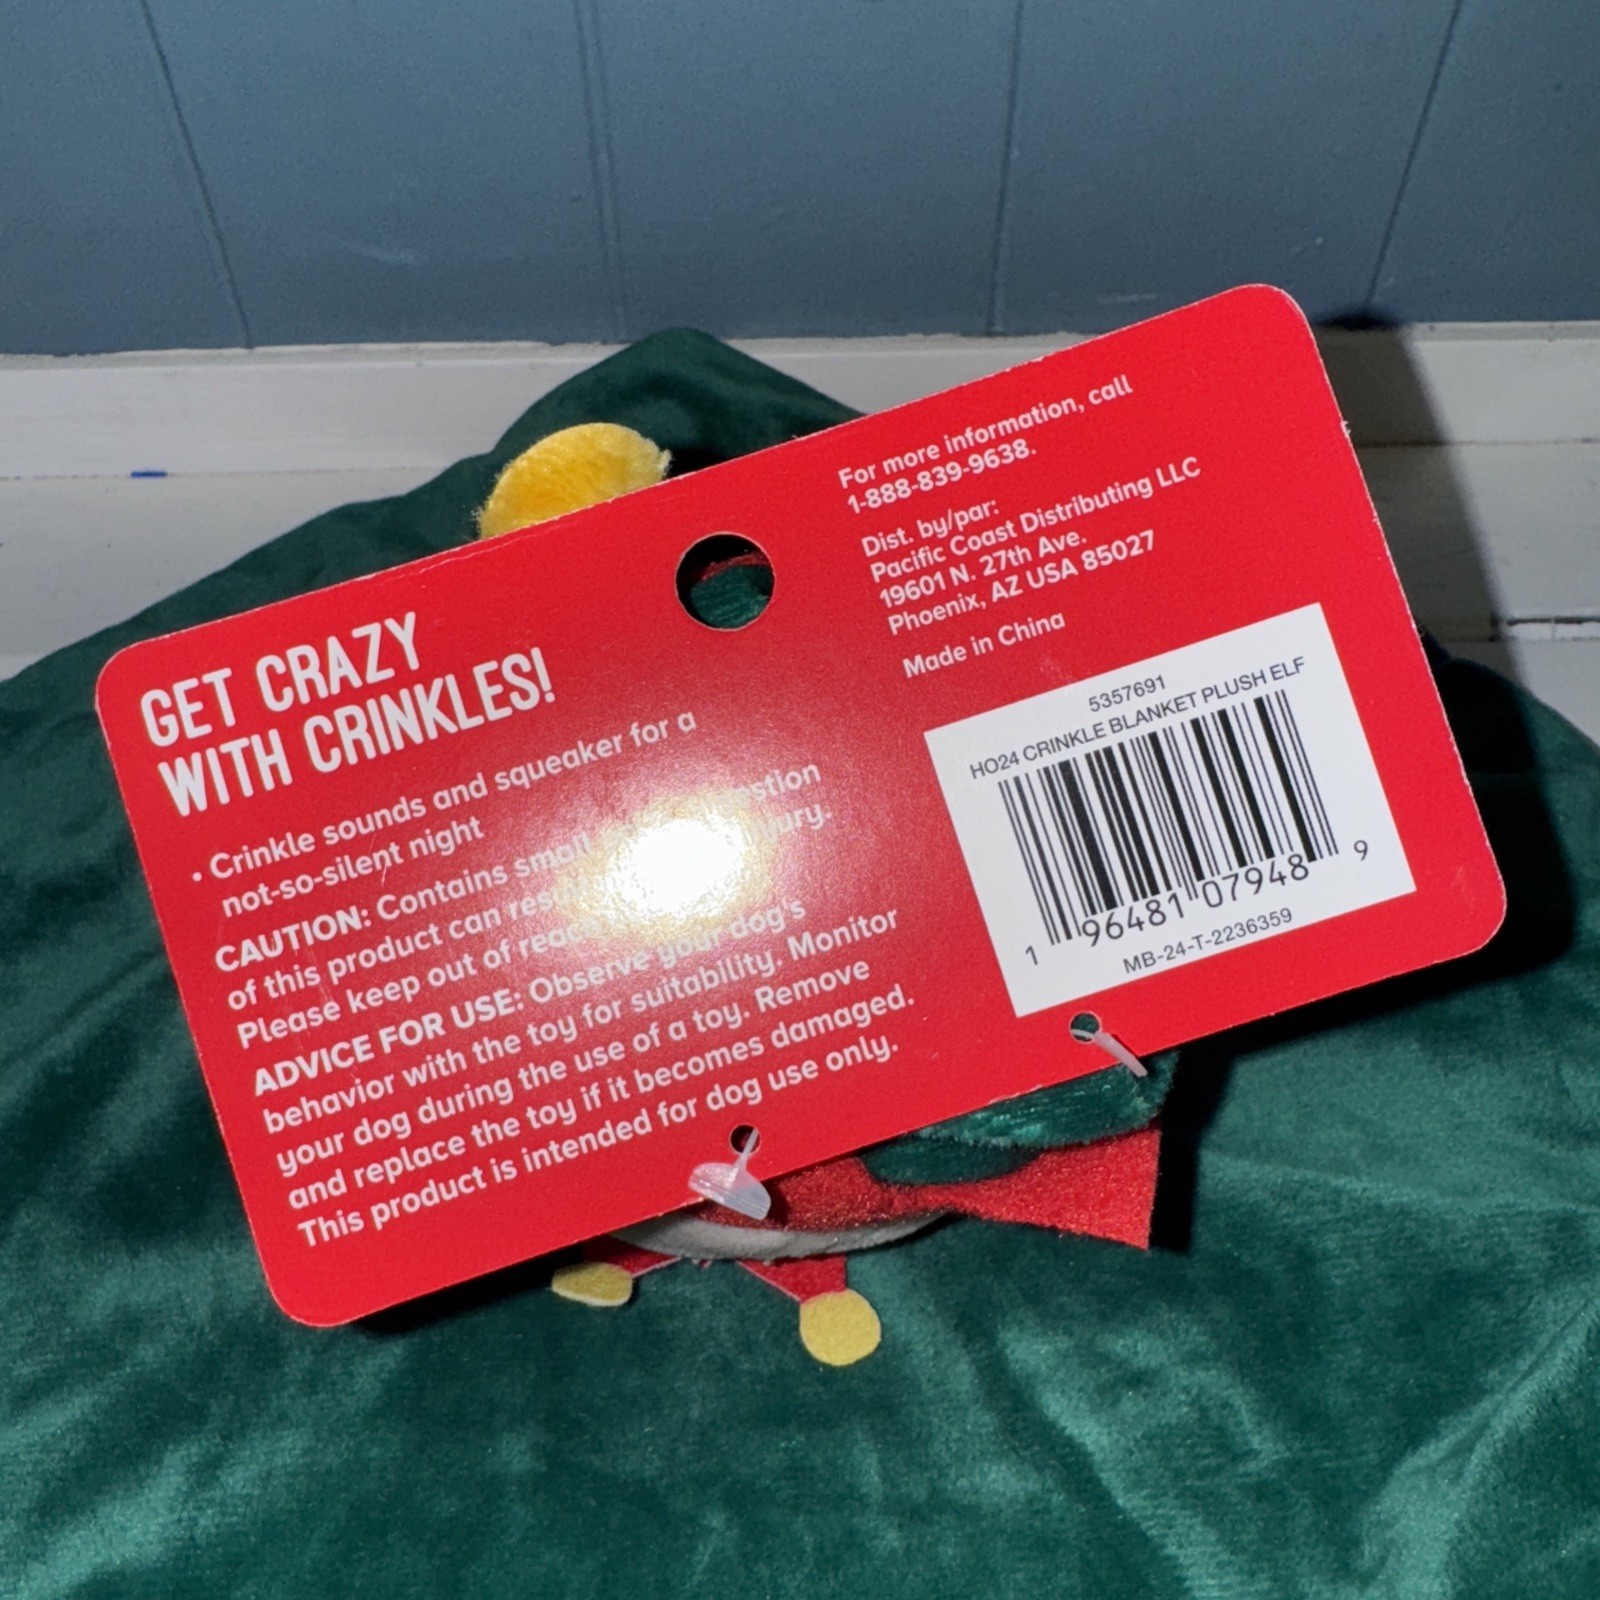 GET CRAZY
WITH CRINKLES!
• Crinkle sounds and squeaker for a
not-so-silent night
CAUTION: Contains small
of this product can
Please keep out of
ADVICE FOR USE: Observe your dog's
behavior with the toy for suitability. Monitor
your dog during the use of a toy. Remove
and replace the toy if it becomes damaged.
This product is intended for dog use only.
For more information, call
1-888-839-9638.
Dist. by/par:
Pacific Coast Distributing LLC
19601 N. 27th Ave.
Phoenix, AZ USA 85027
Made in China
5357691
HO24 CRINKLE BLANKET PLUSH ELF
1 96481 07948 9
MB-24-T-2236359